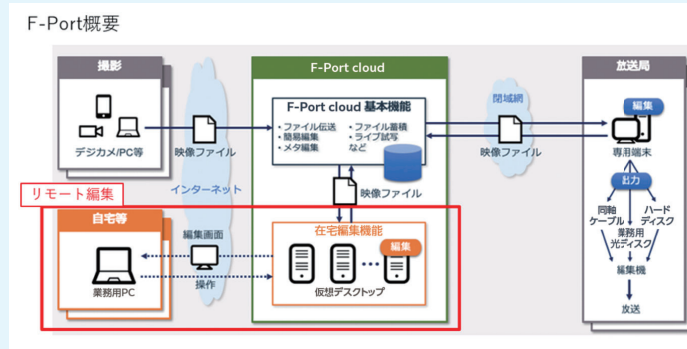 F-Port概要
撮影
デジカメ/PC等
映像ファイル
インターネット
F-Port cloud
F-Port cloud 基本機能
・ファイル伝送
・簡易編集
・メタ編集
・ファイル蓄積
・ライブ試写
など
映像ファイル
閉域網
映像ファイル
放送局
編集
専用端末
出力
同軸
ケーブル
業務用
光ディスク
ハード
ディスク
編集機
放送
リモート編集
自宅等
業務用PC
編集画面
操作
在宅編集機能
編集
仮想デスクトップ